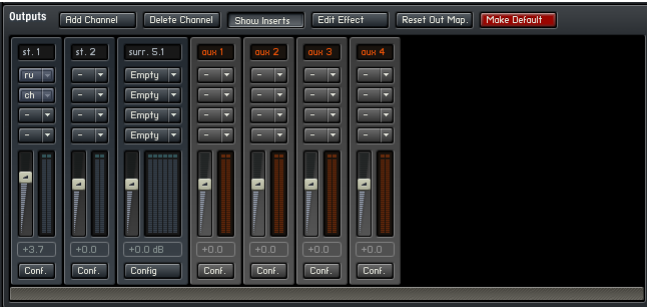 Outputs Add Channel Delete Channel Show Inserts Edit Effect Reset Out Map. Make Default
st. 1 st. 2 surr. 5.1 aux 1 aux 2 aux 3 aux 4
ru - Empty - - - -
ch - Empty - - - -
- - Empty - - - -
- - Empty - - - -
+3.7 +0.0 +0.0 dB +0.0 +0.0 +0.0 +0.0
Conf. Conf. Config Conf. Conf. Conf. Conf.